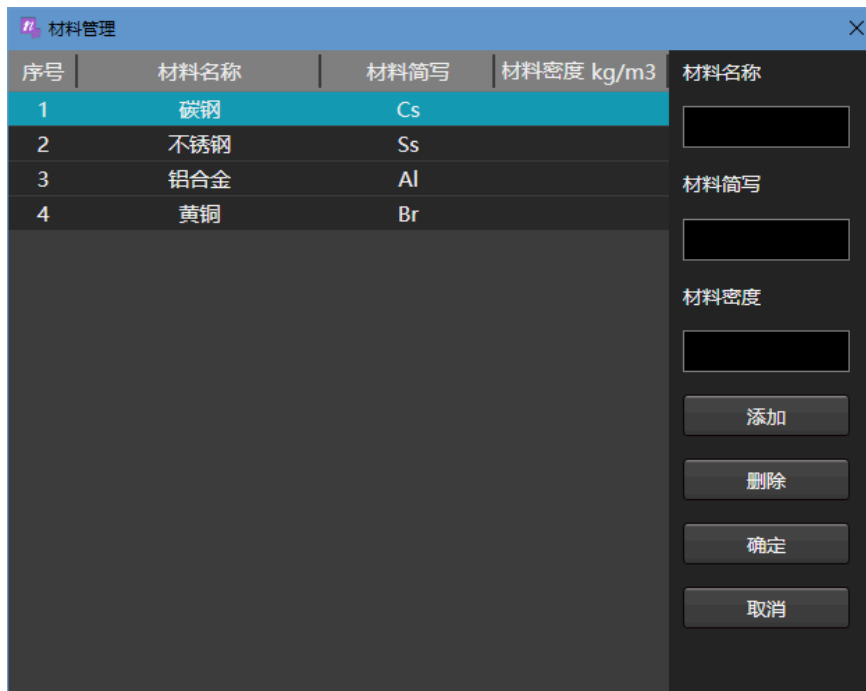 材料管理
序号 材料名称 材料简写 材料密度 kg/m3
1 碳钢 Cs
2 不锈钢 Ss
3 铝合金 Al
4 黄铜 Br
材料名称
材料简写
材料密度
添加
删除
确定
取消